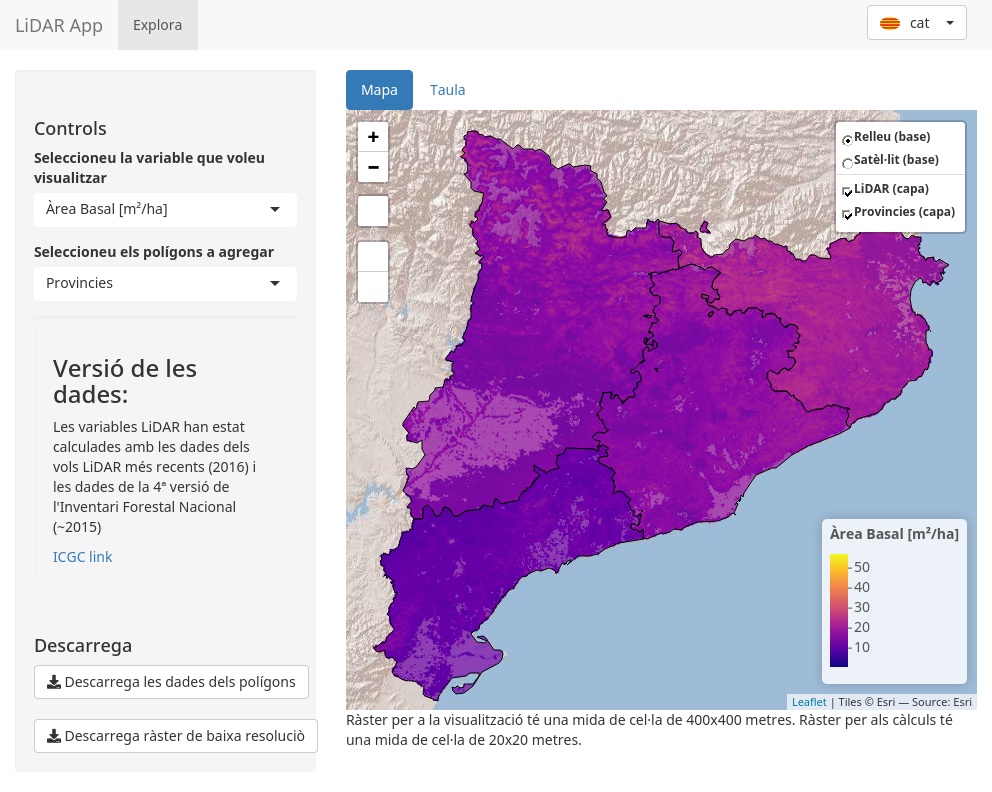 LiDAR App
Explora
cat
Controls
Seleccioneu la variable que voleu
visualitzar
Àrea Basal [m²/ha]
Seleccioneu els polígons a agregar
Provincies
Versió de les
dades:
Les variables LiDAR han estat
calculades amb les dades dels
vols LiDAR més recents (2016) i
les dades de la 4ª versió de
l'Inventari Forestal Nacional
(~2015)
ICGC link
Descarrega
Descarrega les dades dels polígons
Descarrega ràster de baixa resolució
Mapa
Taula
+
−
Relleu (base)
Satèl·lit (base)
LiDAR (capa)
Provincies (capa)
Àrea Basal [m²/ha]
50
40
30
20
10
Leaflet | Tiles © Esri — Source: Esri
Ràster per a la visualització té una mida de cel·la de 400x400 metres. Ràster per als càlculs té
una mida de cel·la de 20x20 metres.